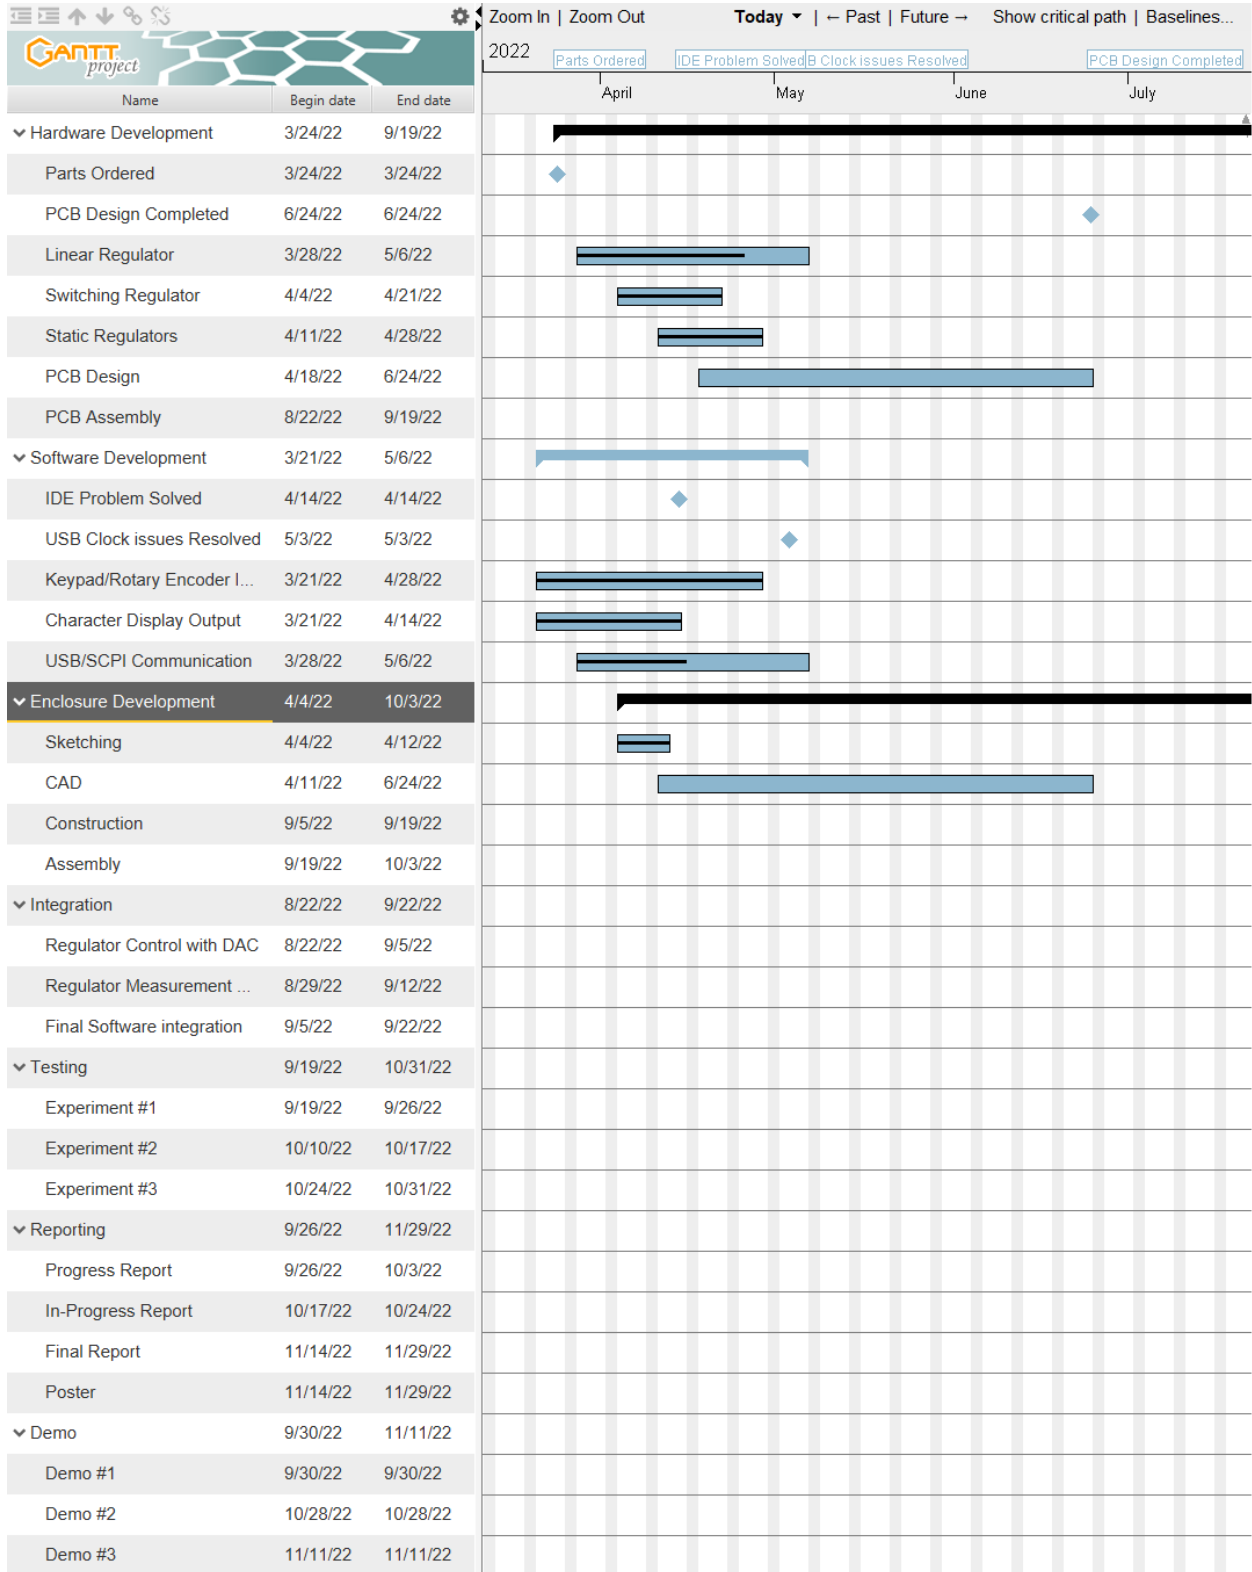 Zoom In | Zoom Out Today | ← Past | Future → Show critical path | Baselines...
GANTT project
2022
Parts Ordered IDE Problem Solved B Clock issues Resolved PCB Design Completed
Name Begin date End date April May June July
Hardware Development 3/24/22 9/19/22
Parts Ordered 3/24/22 3/24/22
PCB Design Completed 6/24/22 6/24/22
Linear Regulator 3/28/22 5/6/22
Switching Regulator 4/4/22 4/21/22
Static Regulators 4/11/22 4/28/22
PCB Design 4/18/22 6/24/22
PCB Assembly 8/22/22 9/19/22
Software Development 3/21/22 5/6/22
IDE Problem Solved 4/14/22 4/14/22
USB Clock issues Resolved 5/3/22 5/3/22
Keypad/Rotary Encoder I... 3/21/22 4/28/22
Character Display Output 3/21/22 4/14/22
USB/SCPI Communication 3/28/22 5/6/22
Enclosure Development 4/4/22 10/3/22
Sketching 4/4/22 4/12/22
CAD 4/11/22 6/24/22
Construction 9/5/22 9/19/22
Assembly 9/19/22 10/3/22
Integration 8/22/22 9/22/22
Regulator Control with DAC 8/22/22 9/5/22
Regulator Measurement ... 8/29/22 9/12/22
Final Software integration 9/5/22 9/22/22
Testing 9/19/22 10/31/22
Experiment #1 9/19/22 9/26/22
Experiment #2 10/10/22 10/17/22
Experiment #3 10/24/22 10/31/22
Reporting 9/26/22 11/29/22
Progress Report 9/26/22 10/3/22
In-Progress Report 10/17/22 10/24/22
Final Report 11/14/22 11/29/22
Poster 11/14/22 11/29/22
Demo 9/30/22 11/11/22
Demo #1 9/30/22 9/30/22
Demo #2 10/28/22 10/28/22
Demo #3 11/11/22 11/11/22